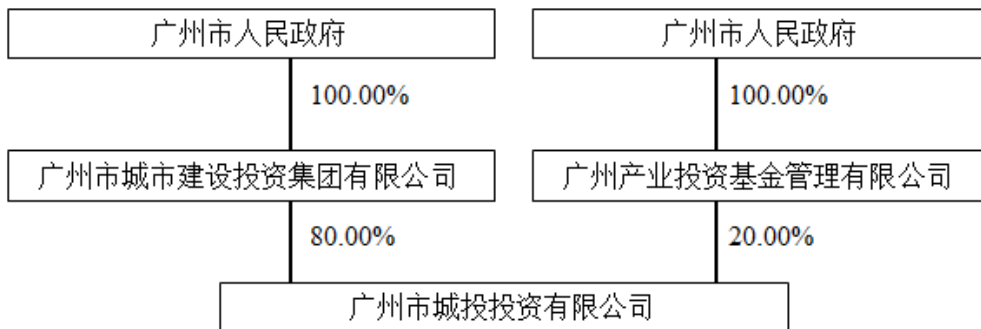 广州市人民政府
广州市人民政府
100.00%
100.00%
广州市城市建设投资集团有限公司
广州产业投资基金管理有限公司
80.00%
20.00%
广州市城投投资有限公司